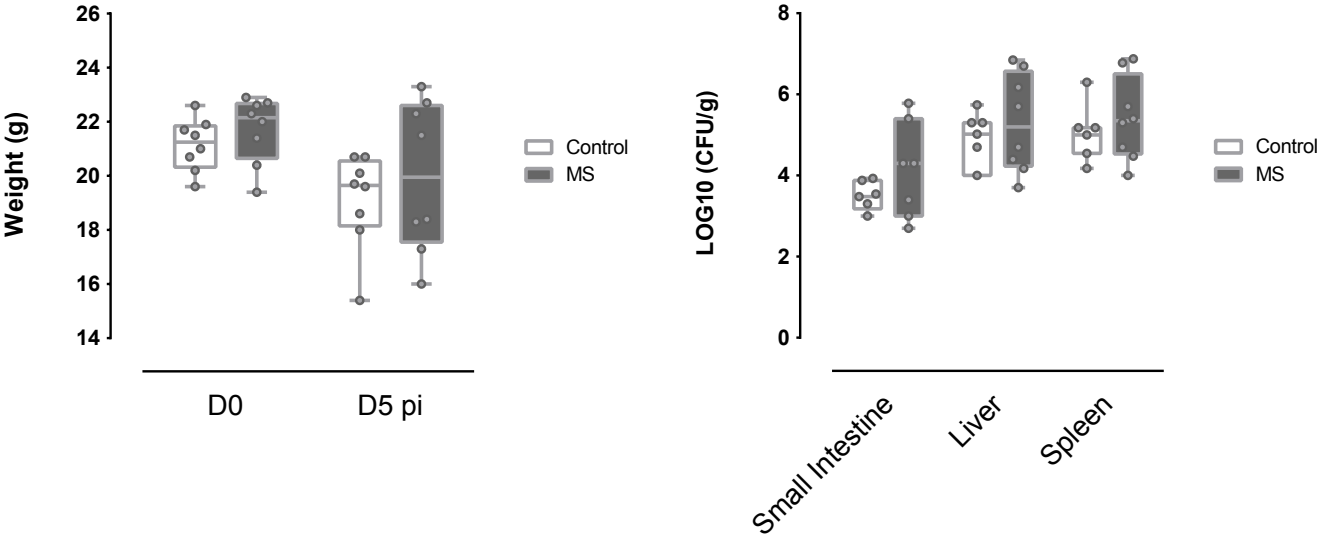 Weight (g)
26
24
22
20
18
16
14
D0
D5 pi
Control
MS
LOG10 (CFU/g)
8
6
4
2
0
Small Intestine
Liver
Spleen
Control
MS